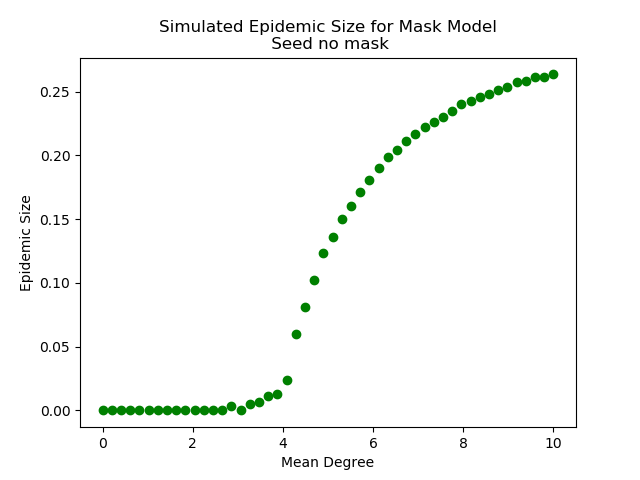 Simulated Epidemic Size for Mask Model
Seed no mask
0.25
0.20
0.15
0.10
0.05
0.00
Epidemic Size
0 2 4 6 8 10
Mean Degree